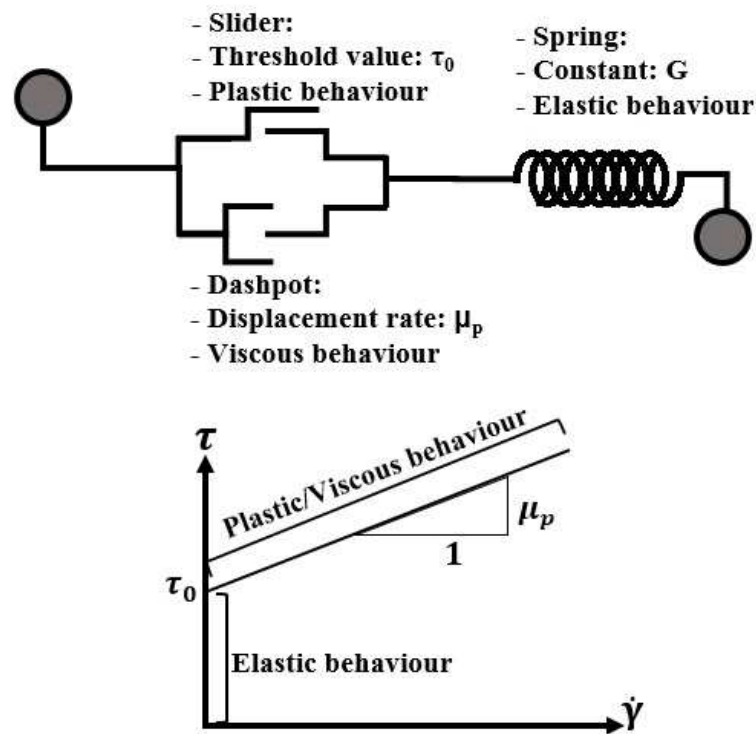 - Slider:
- Threshold value: τ₀
- Plastic behaviour
- Spring:
- Constant: G
- Elastic behaviour
- Dashpot:
- Displacement rate: μₚ
- Viscous behaviour
τ
Plastic/Viscous behaviour
μₚ
1
τ₀
Elastic behaviour
γ̇